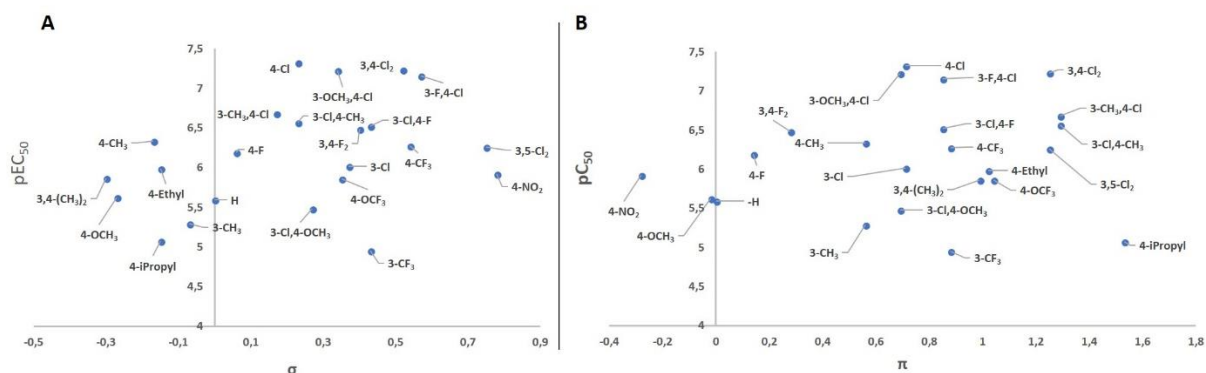 A
pEC50
7,5
7
6,5
6
5,5
5
4,5
4
-0,5
-0,3
-0,1
0,1
0,3
0,5
0,7
0,9
σ
4-Cl
3,4-Cl2
3-OCH3,4-Cl
3-F,4-Cl
3-CH3,4-Cl
3-Cl,4-CH3
3-Cl,4-F
4-CH3
3,4-F2
4-F
4-CF3
3,5-Cl2
4-Ethyl
3-Cl
3,4-(CH3)2
4-OCF3
4-NO2
H
4-OCH3
3-CH3
3-Cl,4-OCH3
4-iPropyl
3-CF3
B
pC50
7,5
7
6,5
6
5,5
5
4,5
4
-0,4
-0,2
0
0,2
0,4
0,6
0,8
1
1,2
1,4
1,6
1,8
π
4-Cl
3,4-Cl2
3-F,4-Cl
3-OCH3,4-Cl
3-CH3,4-Cl
3,4-F2
3-Cl,4-F
3-Cl,4-CH3
4-CH3
4-CF3
4-F
3-Cl
4-Ethyl
3,4-(CH3)2
4-OCF3
3,5-Cl2
4-NO2
-H
4-OCH3
3-Cl,4-OCH3
3-CH3
3-CF3
4-iPropyl